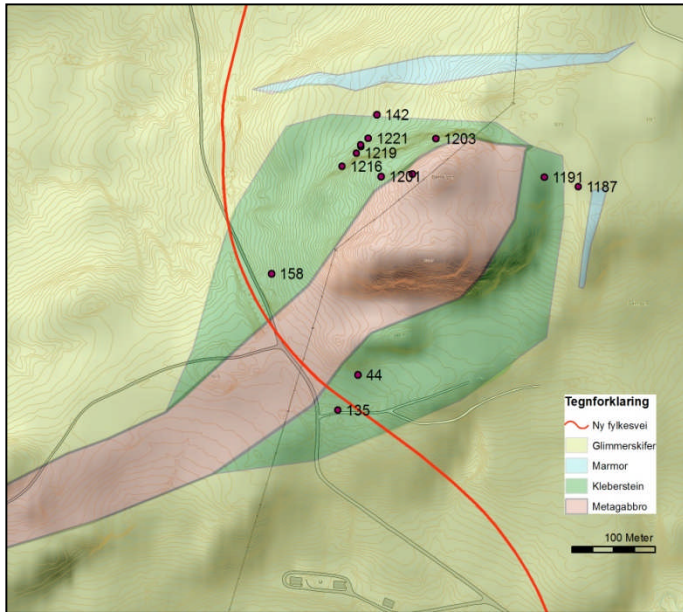 142
1221
1203
1219
1216
1201
1191
1187
158
44
135
Tegnforklaring
Ny fylkesvei
Glimmerskifer
Marmor
Kleberstein
Metagabbro
100 Meter